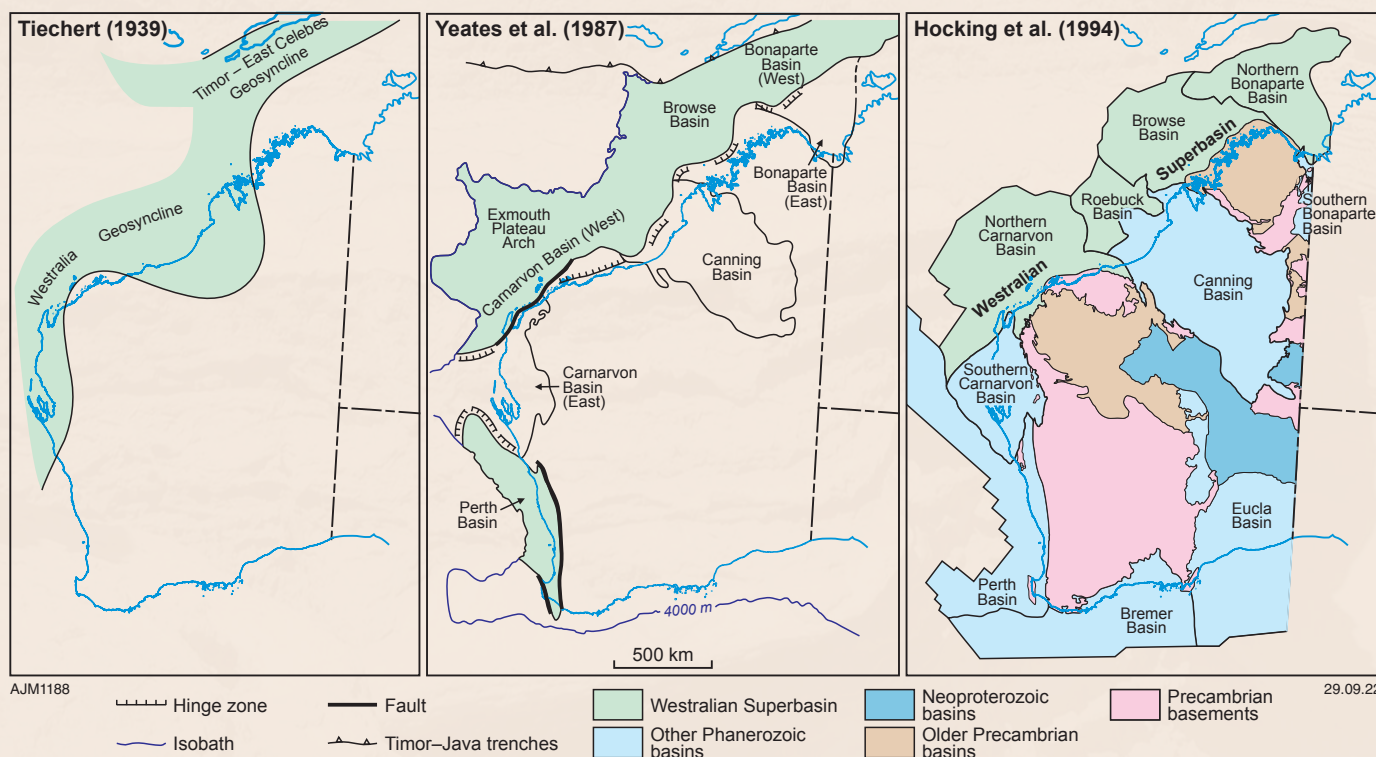 Tiechert (1939)
Timor – East Celebes
Geosyncline
Geosyncline
Westralia
Yeates et al. (1987)
Bonaparte
Basin
(West)
Browse
Basin
Bonaparte
Basin
(East)
Exmouth
Plateau
Arch
Carnarvon Basin (West)
Canning
Basin
Carnarvon
Basin
(East)
Perth
Basin
4000 m
500 km
Hocking et al. (1994)
Northern
Bonaparte
Basin
Browse
Basin
Superbasin
Roebuck
Basin
Southern
Bonaparte
Basin
Northern
Carnarvon
Basin
Westralian
Canning
Basin
Southern
Carnarvon
Basin
Eucla
Basin
Perth
Basin
Bremer
Basin
AJM1188
29.09.22
Hinge zone
Fault
Westralian Superbasin
Neoproterozoic
basins
Precambrian
basements
Isobath
Timor–Java trenches
Other Phanerozoic
basins
Older Precambrian
basins